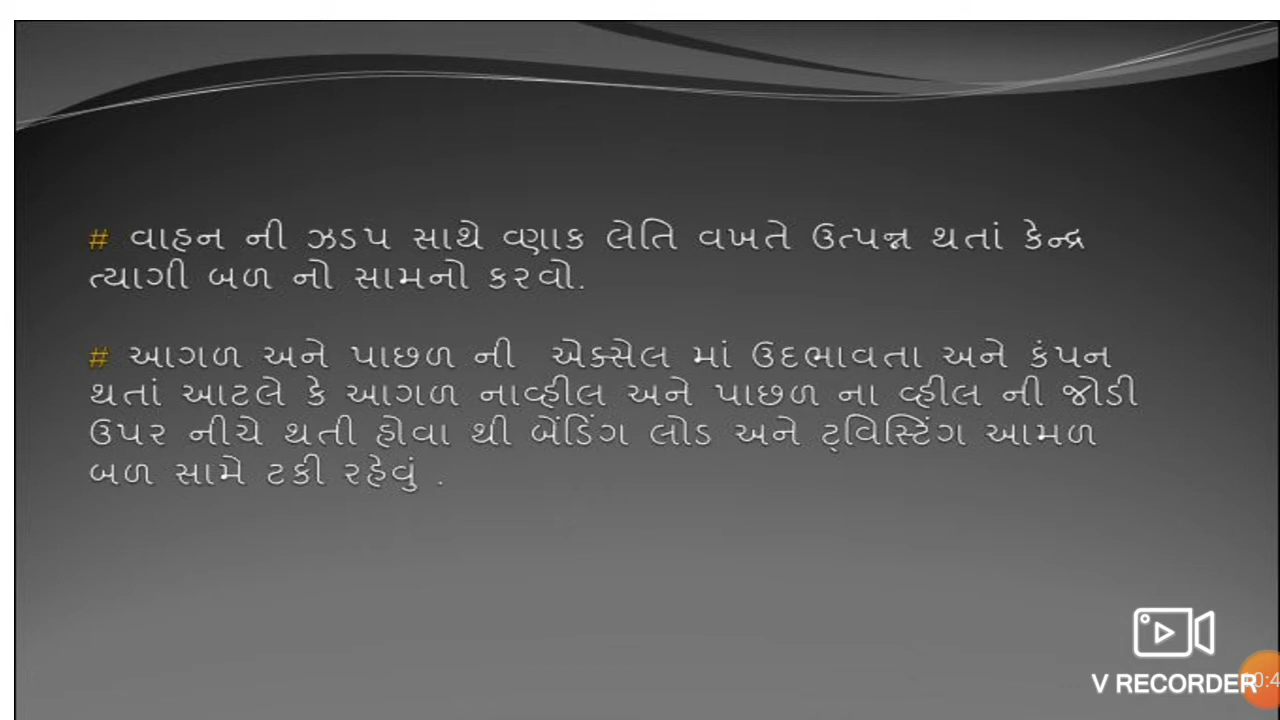 # વાહન ની ઝડપ સાથે વ્ણાક લેતિ વખતે ઉત્પન્ન થતાં કેન્દ્ર
ત્યાગી બળ નો સામનો કરવો.
# આગળ અને પાછળ ની એક્સેલ માં ઉદભાવતા અને કંપન
થતાં આટલે કે આગળ નાવ્હીલ અને પાછળ ના વ્હીલ ની જોડી
ઉપર નીચે થતી હોવા થી બેંડિંગ લોડ અને ટ્વિસ્ટિંગ આમળ
બળ સામે ટકી રહેવું .
V RECORDER